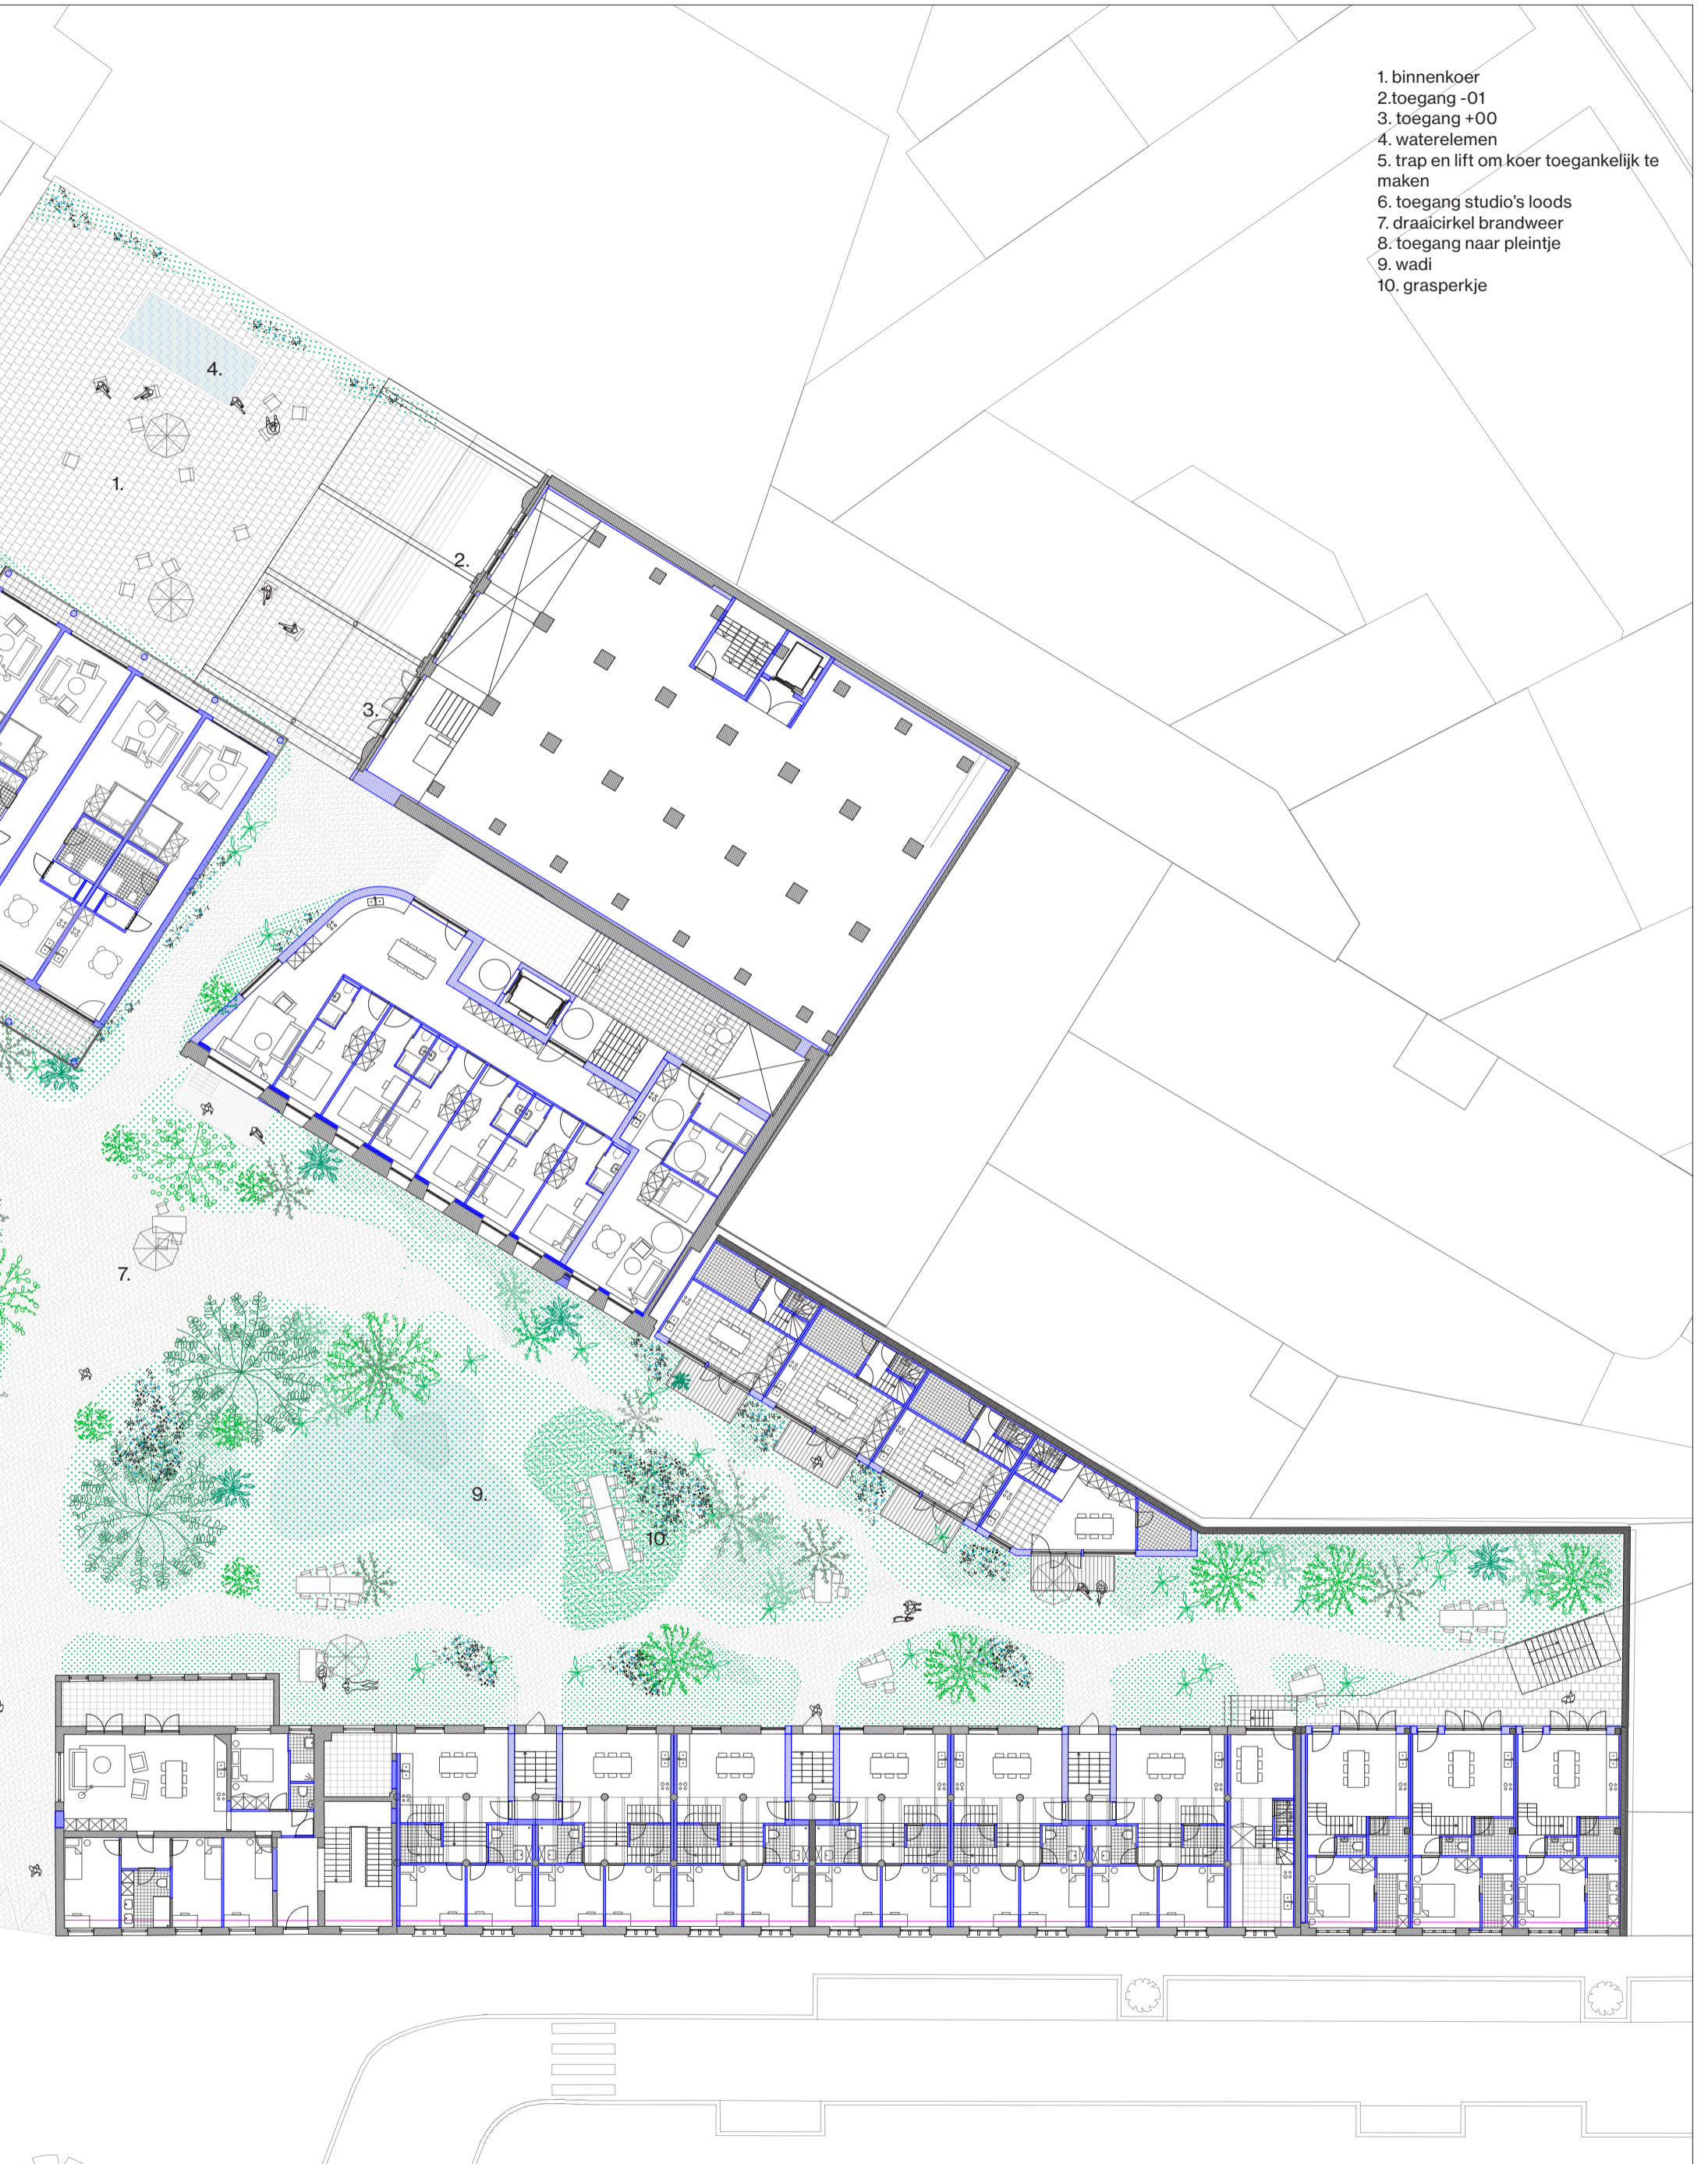 1. binnenkoer
2.toegang -01
3. toegang +00
4. waterelemen
5. trap en lift om koer toegankelijk te
maken
6. toegang studio's loods
7. draaicirkel brandweer
8. toegang naar pleintje
9. wadi
10. grasperkje
4.
1.
2.
3.
7.
9.
10.